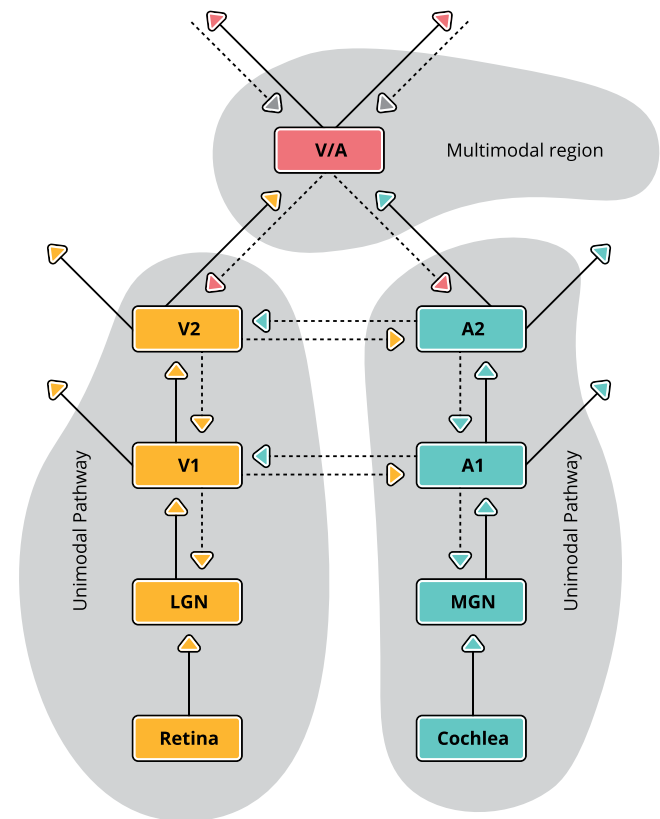 V/A
Multimodal region
V2
A2
V1
A1
Unimodal Pathway
Unimodal Pathway
LGN
MGN
Retina
Cochlea